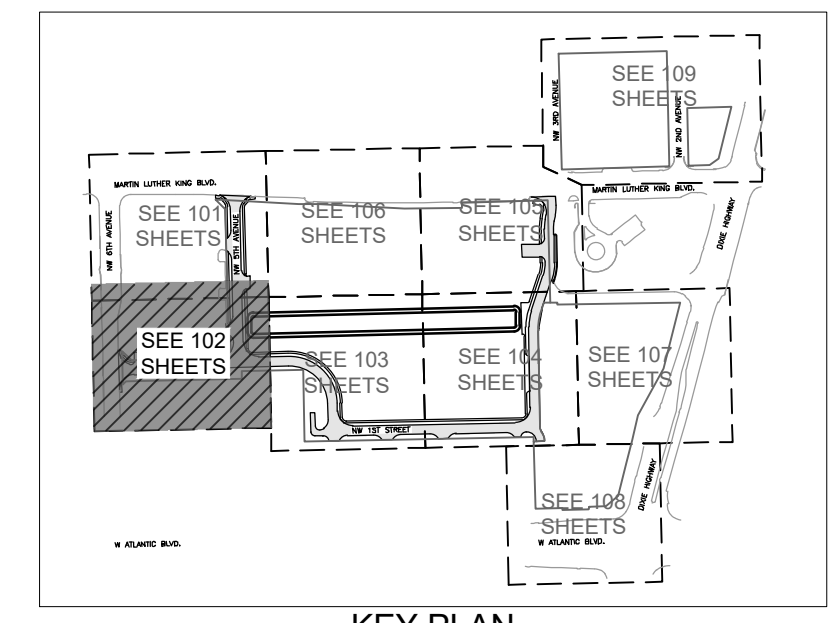 SEE 109
SHEETS
NW 3RD AVENUE
NW 2ND AVENUE
MARTIN LUTHER KING BLVD.
MARTIN LUTHER KING BLVD.
NW 6TH AVENUE
SEE 101
SHEETS
NW 5TH AVENUE
SEE 106
SHEETS
SEE 105
SHEETS
DIXIE HIGHWAY
SEE 102
SHEETS
SEE 103
SHEETS
SEE 104
SHEETS
SEE 107
SHEETS
NW 1ST STREET
SEE 108
SHEETS
DIXIE HIGHWAY
W ATLANTIC BLVD.
W ATLANTIC BLVD.
KEY PLAN